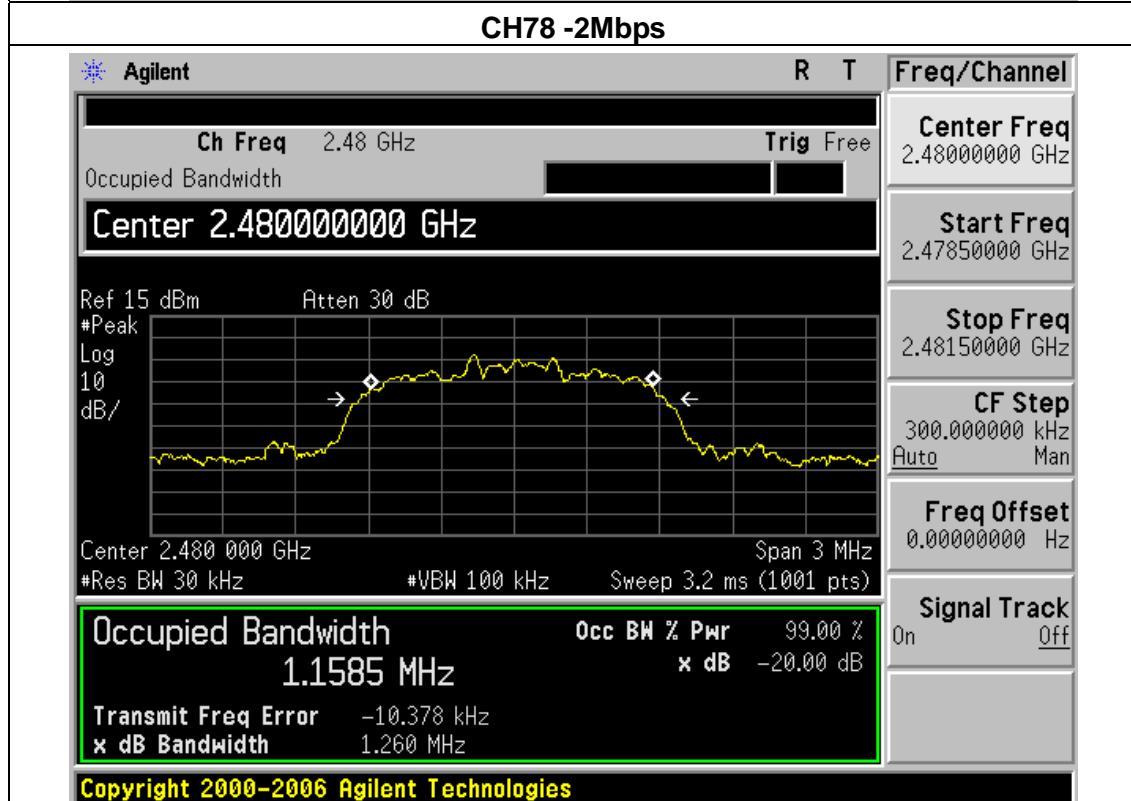 CH78 -2Mbps
Agilent R T Freq/Channel
Ch Freq 2.48 GHz Trig Free
Occupied Bandwidth
Center 2.480000000 GHz
Ref 15 dBm Atten 30 dB
#Peak
Log
10
dB/
Center 2.480 000 GHz Span 3 MHz
#Res BW 30 kHz #VBW 100 kHz Sweep 3.2 ms (1001 pts)
Occupied Bandwidth Occ BW % Pwr 99.00 %
1.1585 MHz x dB -20.00 dB
Transmit Freq Error -10.378 kHz
x dB Bandwidth 1.260 MHz
Center Freq
2.48000000 GHz
Start Freq
2.47850000 GHz
Stop Freq
2.48150000 GHz
CF Step
300.000000 kHz
Auto Man
Freq Offset
0.00000000 Hz
Signal Track
On Off
Copyright 2000-2006 Agilent Technologies